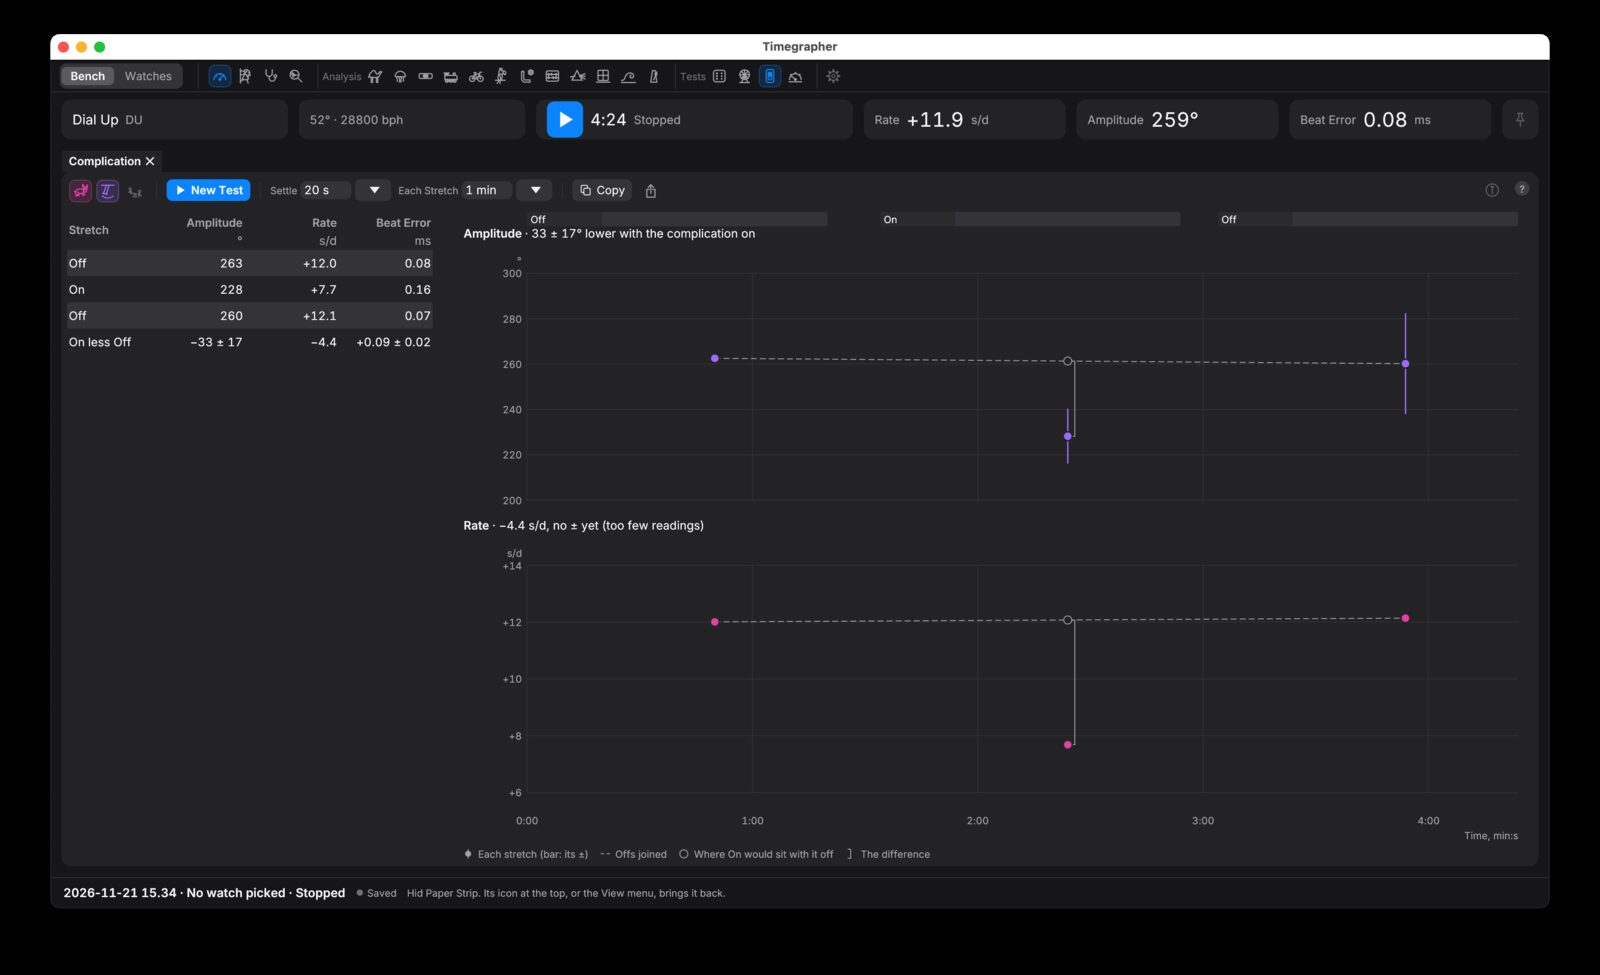 Timegrapher
Bench Watches Analysis Tests
Dial Up DU
52° · 28800 bph
4:24 Stopped
Rate +11.9 s/d
Amplitude 259°
Beat Error 0.08 ms
Complication
New Test Settle 20 s Each Stretch 1 min Copy
?
Stretch Amplitude ° Rate s/d Beat Error ms
Off 263 +12.0 0.08
On 228 +7.7 0.16
Off 260 +12.1 0.07
On less Off −33 ± 17 −4.4 +0.09 ± 0.02
Off On Off
Amplitude · 33 ± 17° lower with the complication on
°
300
280
260
240
220
200
Rate · −4.4 s/d, no ± yet (too few readings)
s/d
+14
+12
+10
+8
+6
0:00 1:00 2:00 3:00 4:00
Time, min:s
Each stretch (bar: its ±) Offs joined Where On would sit with it off The difference
2026-11-21 15.34 · No watch picked · Stopped Saved Hid Paper Strip. Its icon at the top, or the View menu, brings it back.